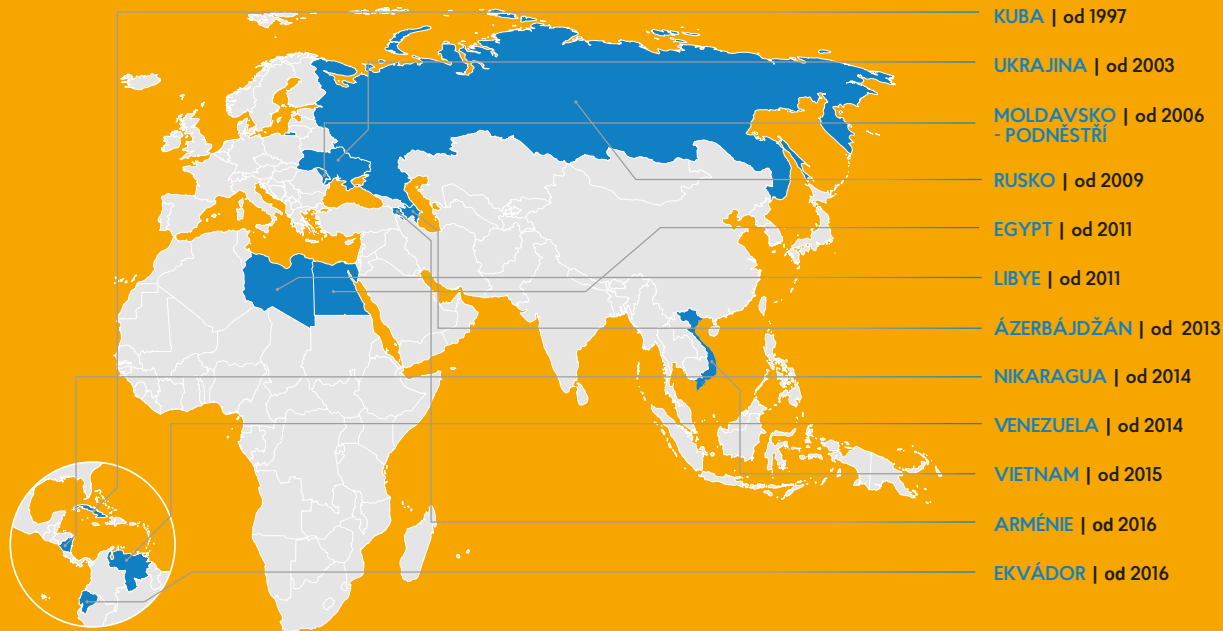 KUBA | od 1997
UKRAJINA | od 2003
MOLDAVSKO | od 2006
- PODNĚSTŘÍ
RUSKO | od 2009
EGYPT | od 2011
LIBYE | od 2011
ÁZERBÁJDŽÁN | od 2013
NIKARAGUA | od 2014
VENEZUELA | od 2014
VIETNAM | od 2015
ARMÉNIE | od 2016
EKVÁDOR | od 2016